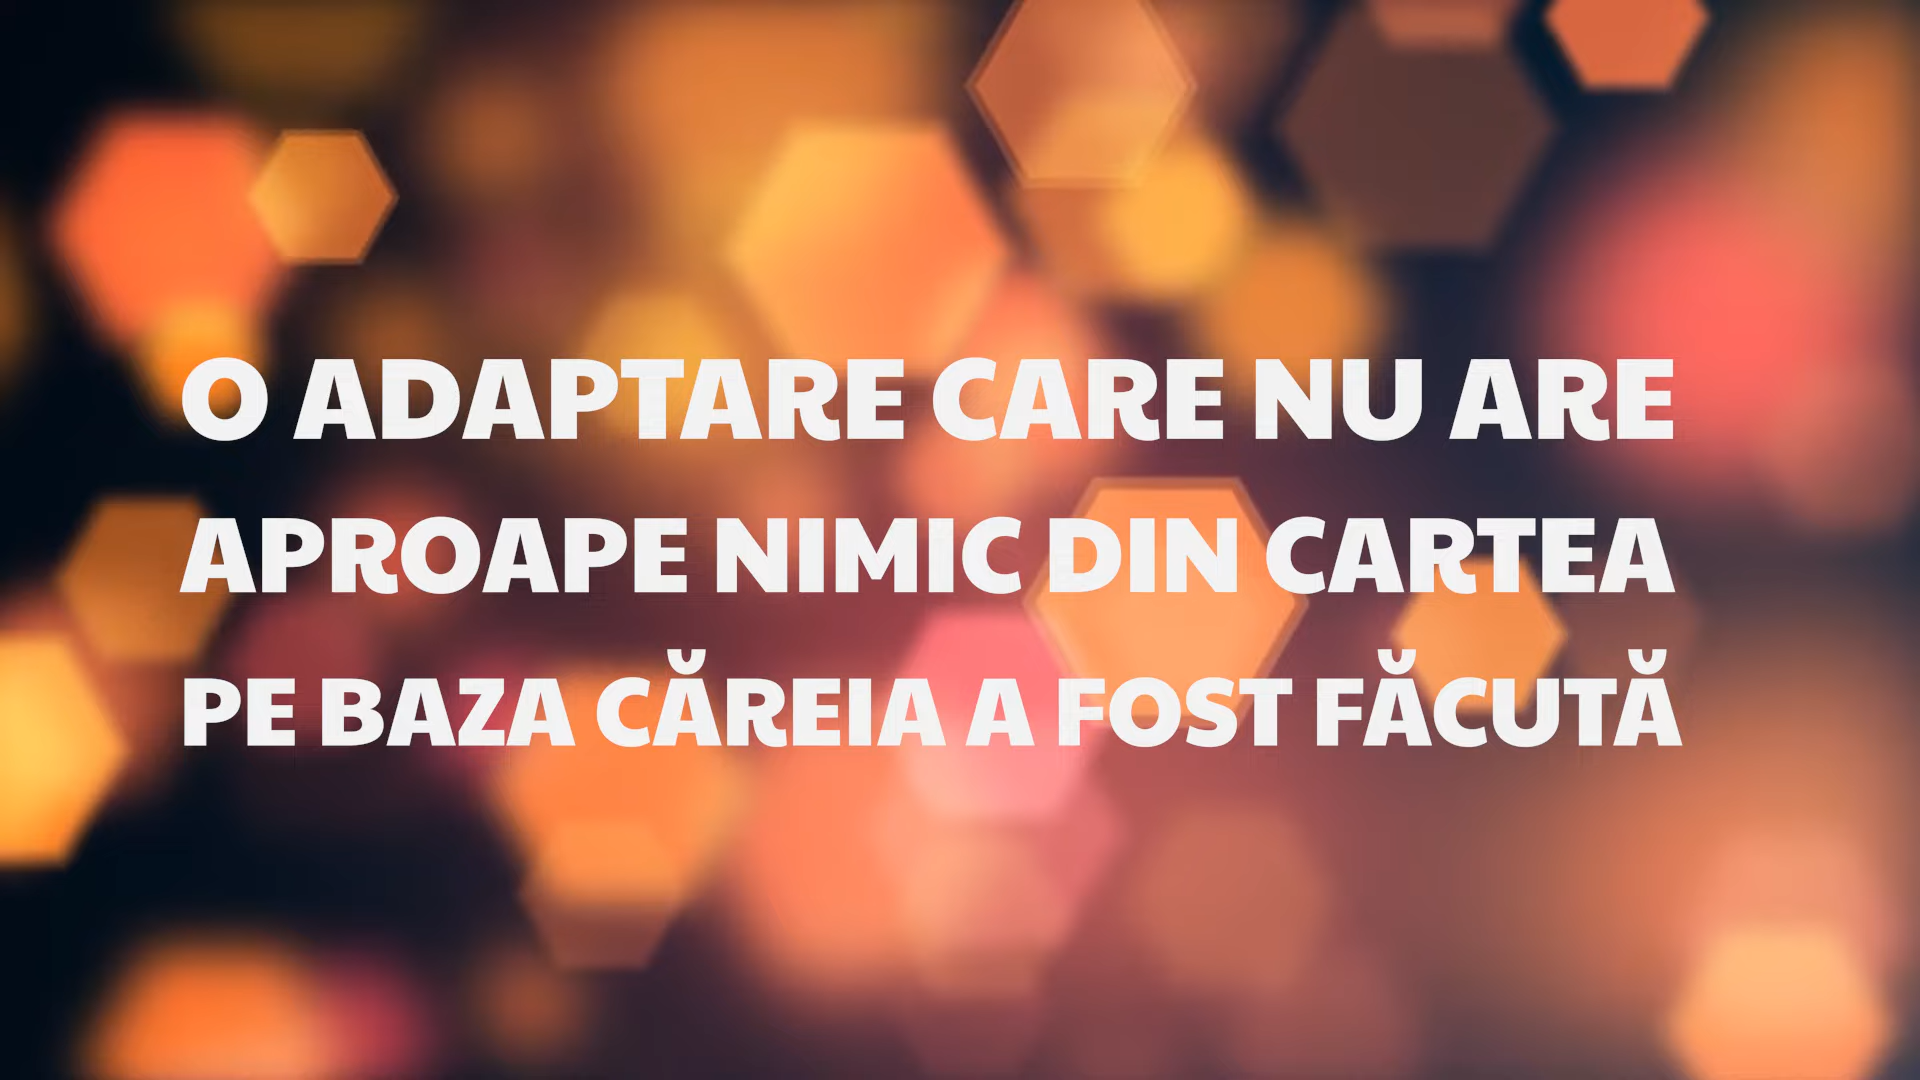 O ADAPTARE CARE NU ARE
APROAPE NIMIC DIN CARTEA
PE BAZA CĂREIA A FOST FĂCUTĂ